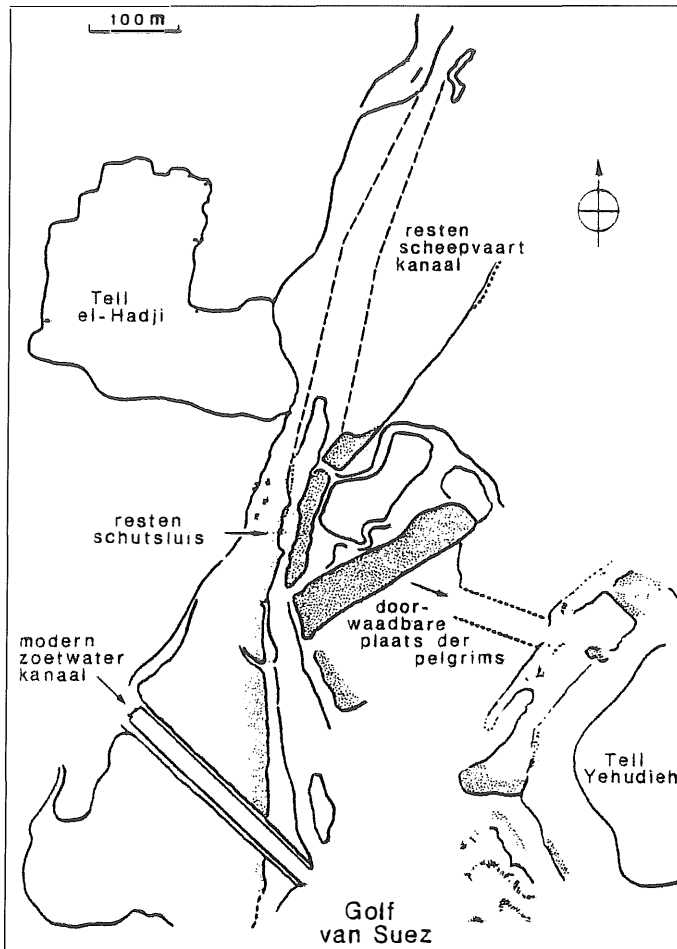 100 m
resten
scheepvaart
kanaal
Tell
el-Hadji
resten
schutsluis
door-
waadbare
plaats der
pelgrims
modern
zoetwater
kanaal
Tell
Yehudieh
Golf
van Suez